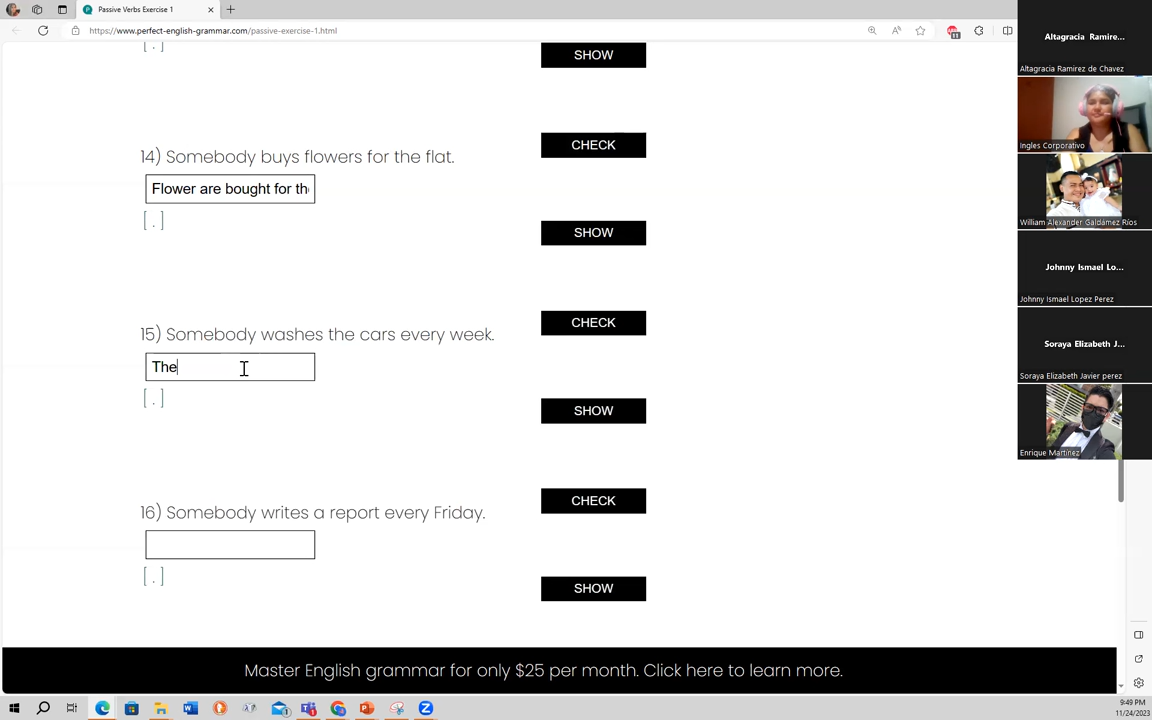 Passive Verbs Exercise 1
https://www.perfect-english-grammar.com/passive-exercise-1.html
11
[ . ]
SHOW
14) Somebody buys flowers for the flat.
CHECK
Flower are bought for th
[ . ]
SHOW
15) Somebody washes the cars every week.
CHECK
The
[ . ]
SHOW
16) Somebody writes a report every Friday.
CHECK
[ . ]
SHOW
Master English grammar for only $25 per month. Click here to learn more.
Altagracia Ramire...
Altagracia Ramirez de Chavez
Ingles Corporativo
William Alexander Galdámez Ríos
Johnny Ismael Lo...
Johnny Ismael Lopez Perez
Soraya Elizabeth J...
Soraya Elizabeth Javier perez
Enrique Martinez
9:49 PM
11/24/2023